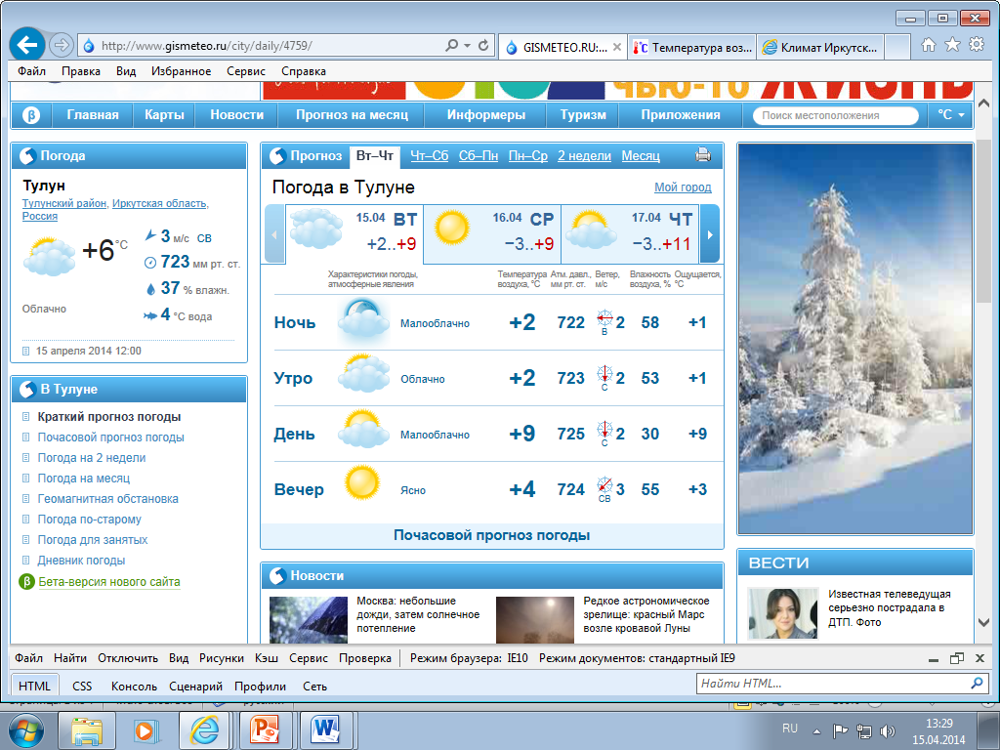 http://www.gismeteo.ru/city/daily/4759/
GISMETEO.RU:...
Температура воз...
Климат Иркутск...
Файл Правка Вид Избранное Сервис Справка
ЧЬЮ-ТО ЖИЗНЬ
β Главная Карты Новости Прогноз на месяц Информеры Туризм Приложения Поиск местоположения °C
Погода
Тулун
Тулунский район, Иркутская область,
Россия
+6 °C
3 м/с СВ
723 мм рт. ст.
37 % влажн.
4 °C вода
Облачно
15 апреля 2014 12:00
В Тулуне
Краткий прогноз погоды
Почасовой прогноз погоды
Погода на 2 недели
Погода на месяц
Геомагнитная обстановка
Погода по-старому
Погода для занятых
Дневник погоды
β Бета-версия нового сайта
Прогноз Вт–Чт Чт–Сб Сб–Пн Пн–Ср 2 недели Месяц
Погода в Тулуне Мой город
15.04 ВТ
+2..+9
16.04 СР
−3..+9
17.04 ЧТ
−3..+11
Характеристики погоды, Температура Атм. давл., Ветер, Влажность Ощущается,
атмосферные явления воздуха, °C мм рт. ст. м/с воздуха, % °C
Ночь Малооблачно +2 722 В 2 58 +1
Утро Облачно +2 723 С 2 53 +1
День Малооблачно +9 725 С 2 30 +9
Вечер Ясно +4 724 СВ 3 55 +3
Почасовой прогноз погоды
Новости
Москва: небольшие
дожди, затем солнечное
потепление
Редкое астрономическое
зрелище: красный Марс
возле кровавой Луны
ВЕСТИ
Известная телеведущая
серьезно пострадала в
ДТП. Фото
Файл Найти Отключить Вид Рисунки Кэш Сервис Проверка Режим браузера: IE10 Режим документов: стандартный IE9
HTML CSS Консоль Сценарий Профили Сеть Найти HTML...
RU
13:29
15.04.2014